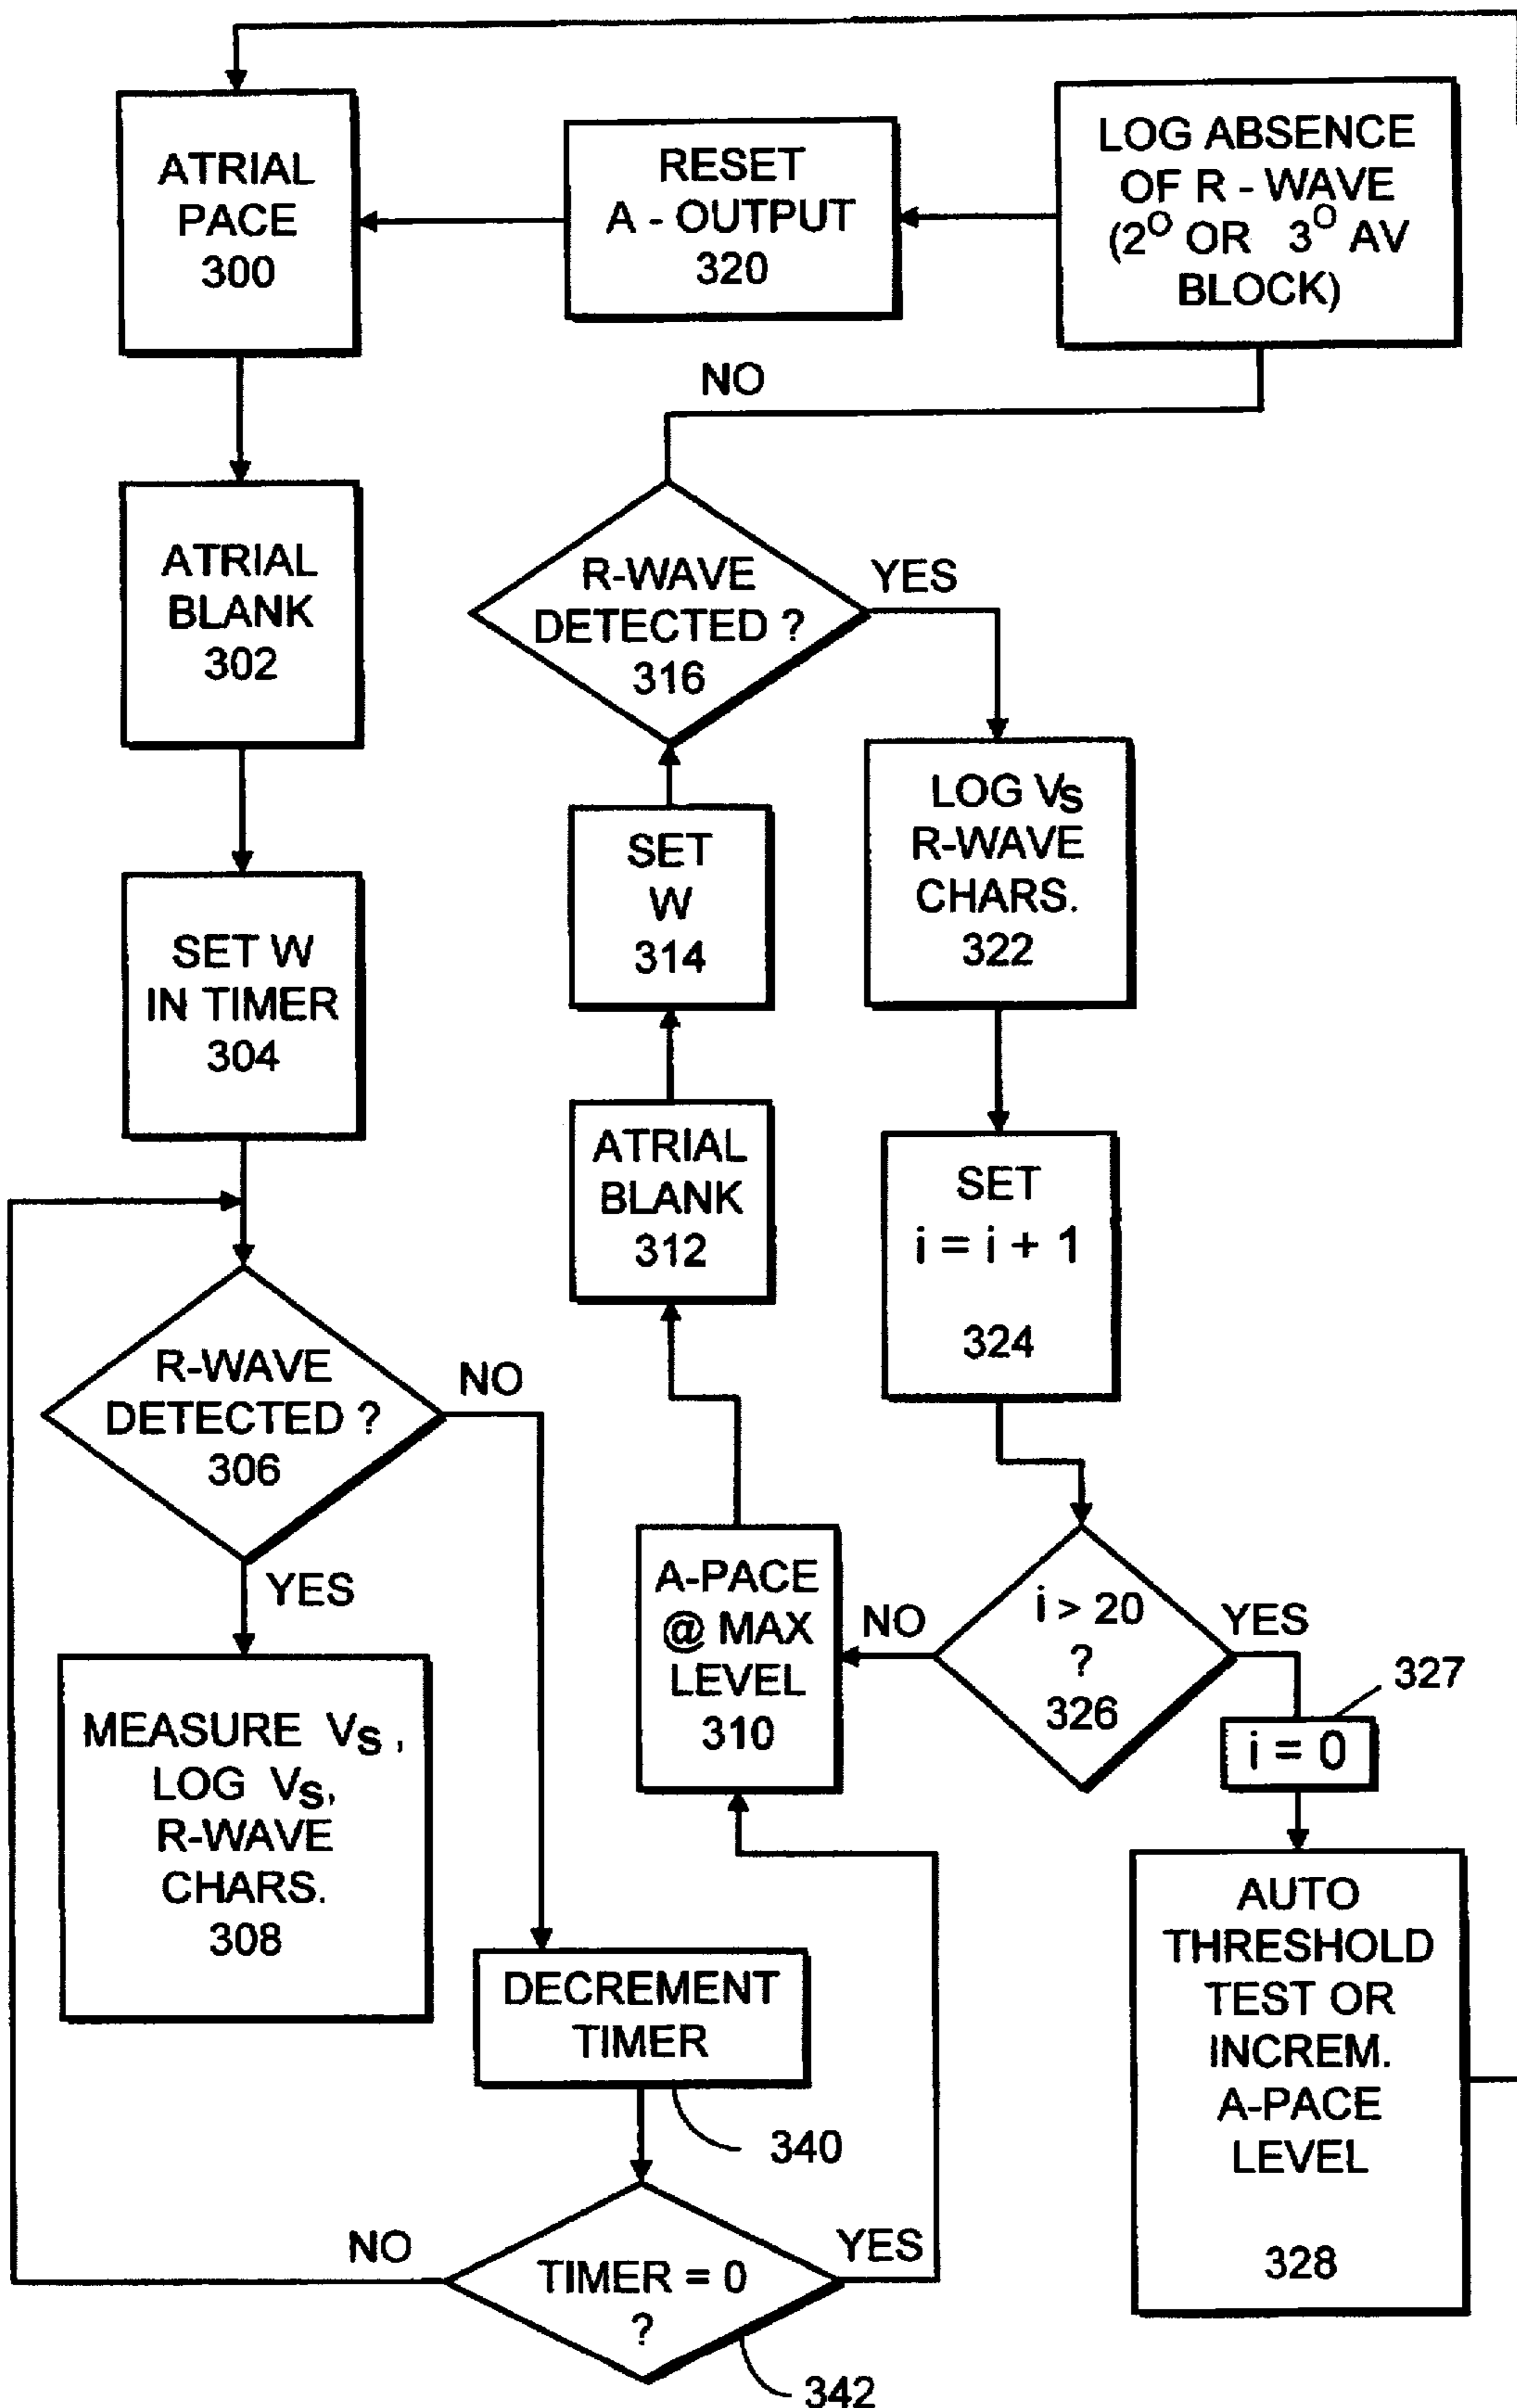 ATRIAL
PACE
300
RESET
A - OUTPUT
320
LOG ABSENCE
OF R - WAVE
(2° OR 3° AV
BLOCK)
NO
ATRIAL
BLANK
302
R-WAVE
DETECTED ?
316
YES
SET W
IN TIMER
304
SET
W
314
LOG VS
R-WAVE
CHARS.
322
ATRIAL
BLANK
312
SET
i = i + 1
324
R-WAVE
DETECTED ?
306
NO
YES
A-PACE
@ MAX
LEVEL
310
NO
i > 20
?
326
YES
327
i = 0
MEASURE VS,
LOG VS,
R-WAVE
CHARS.
308
AUTO
THRESHOLD
TEST OR
INCREM.
A-PACE
LEVEL
328
DECREMENT
TIMER
340
NO
TIMER = 0
?
YES
342